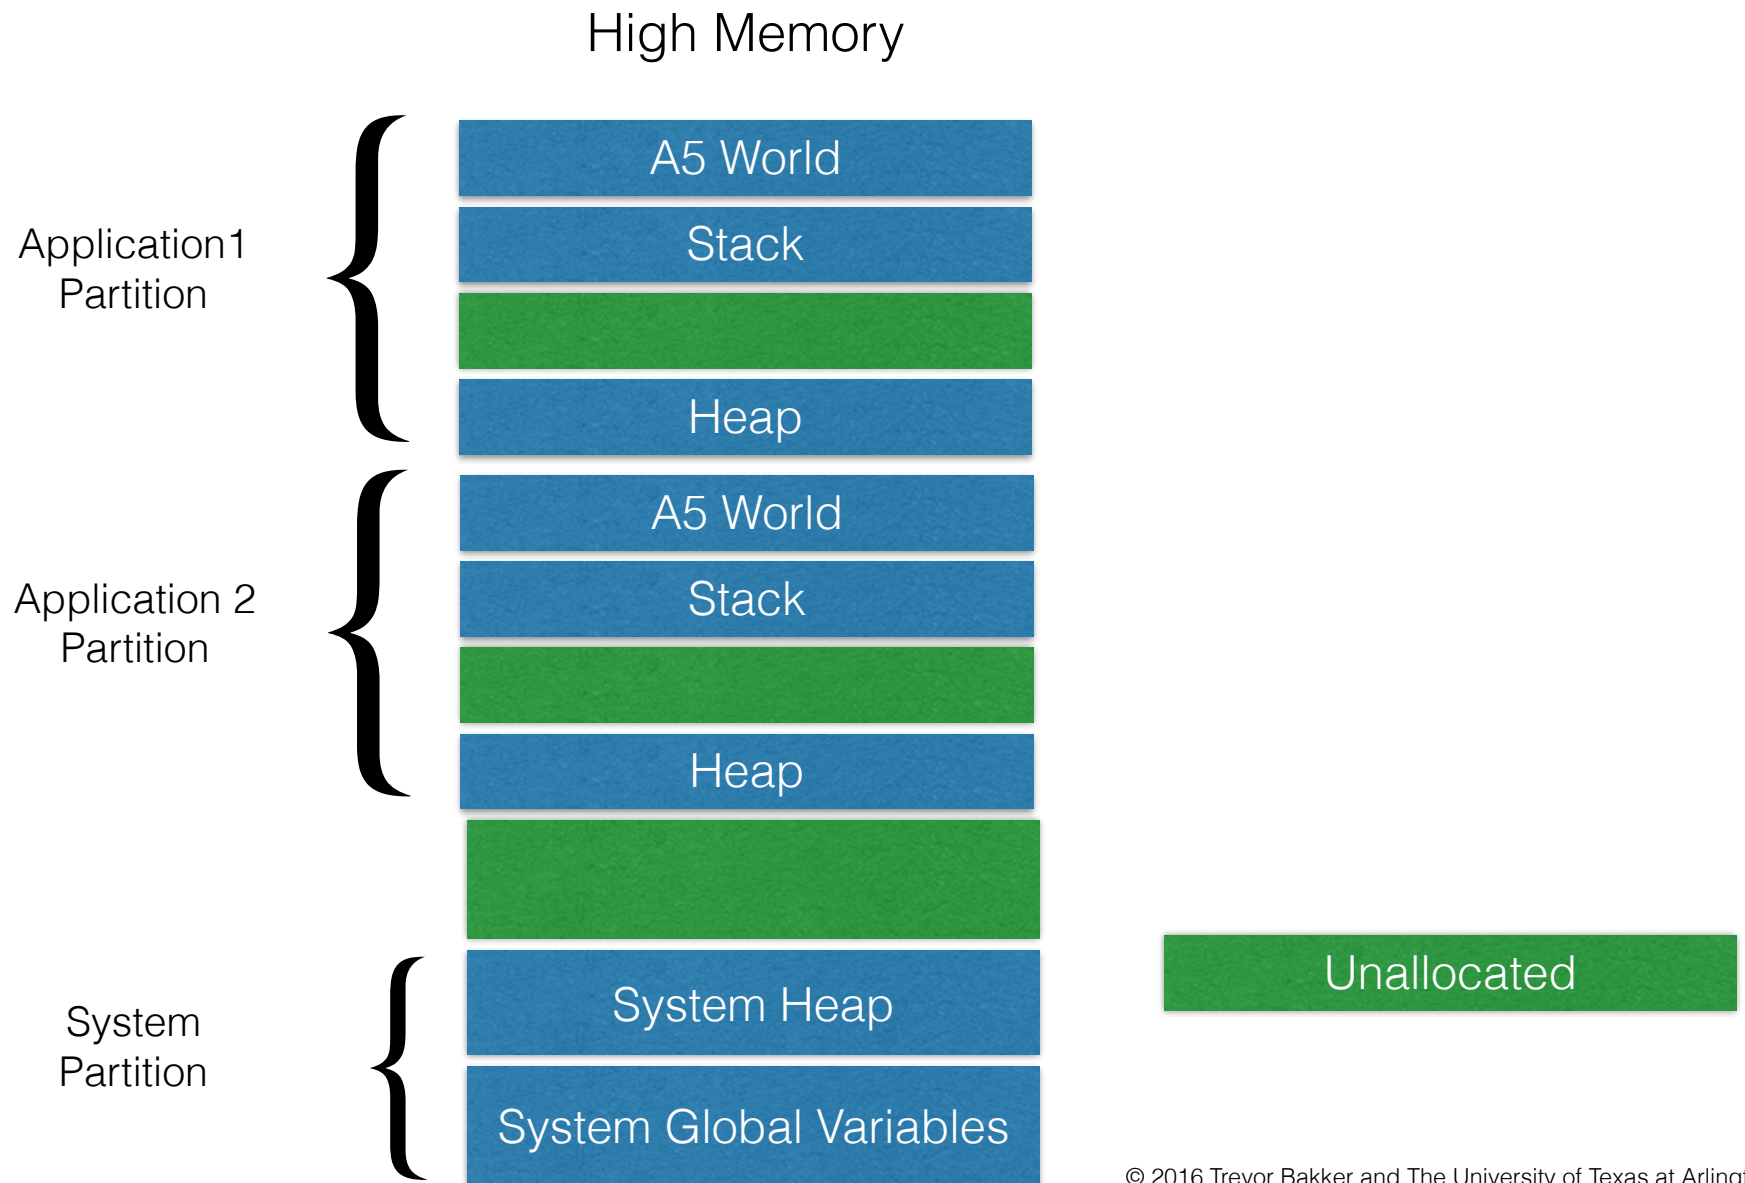 High Memory
A5 World
Application1
Partition
Stack
Heap
A5 World
Application 2
Partition
Stack
Heap
Unallocated
System
Partition
System Heap
System Global Variables
© 2016 Trevor Bakker and The University of Texas at Arlingt